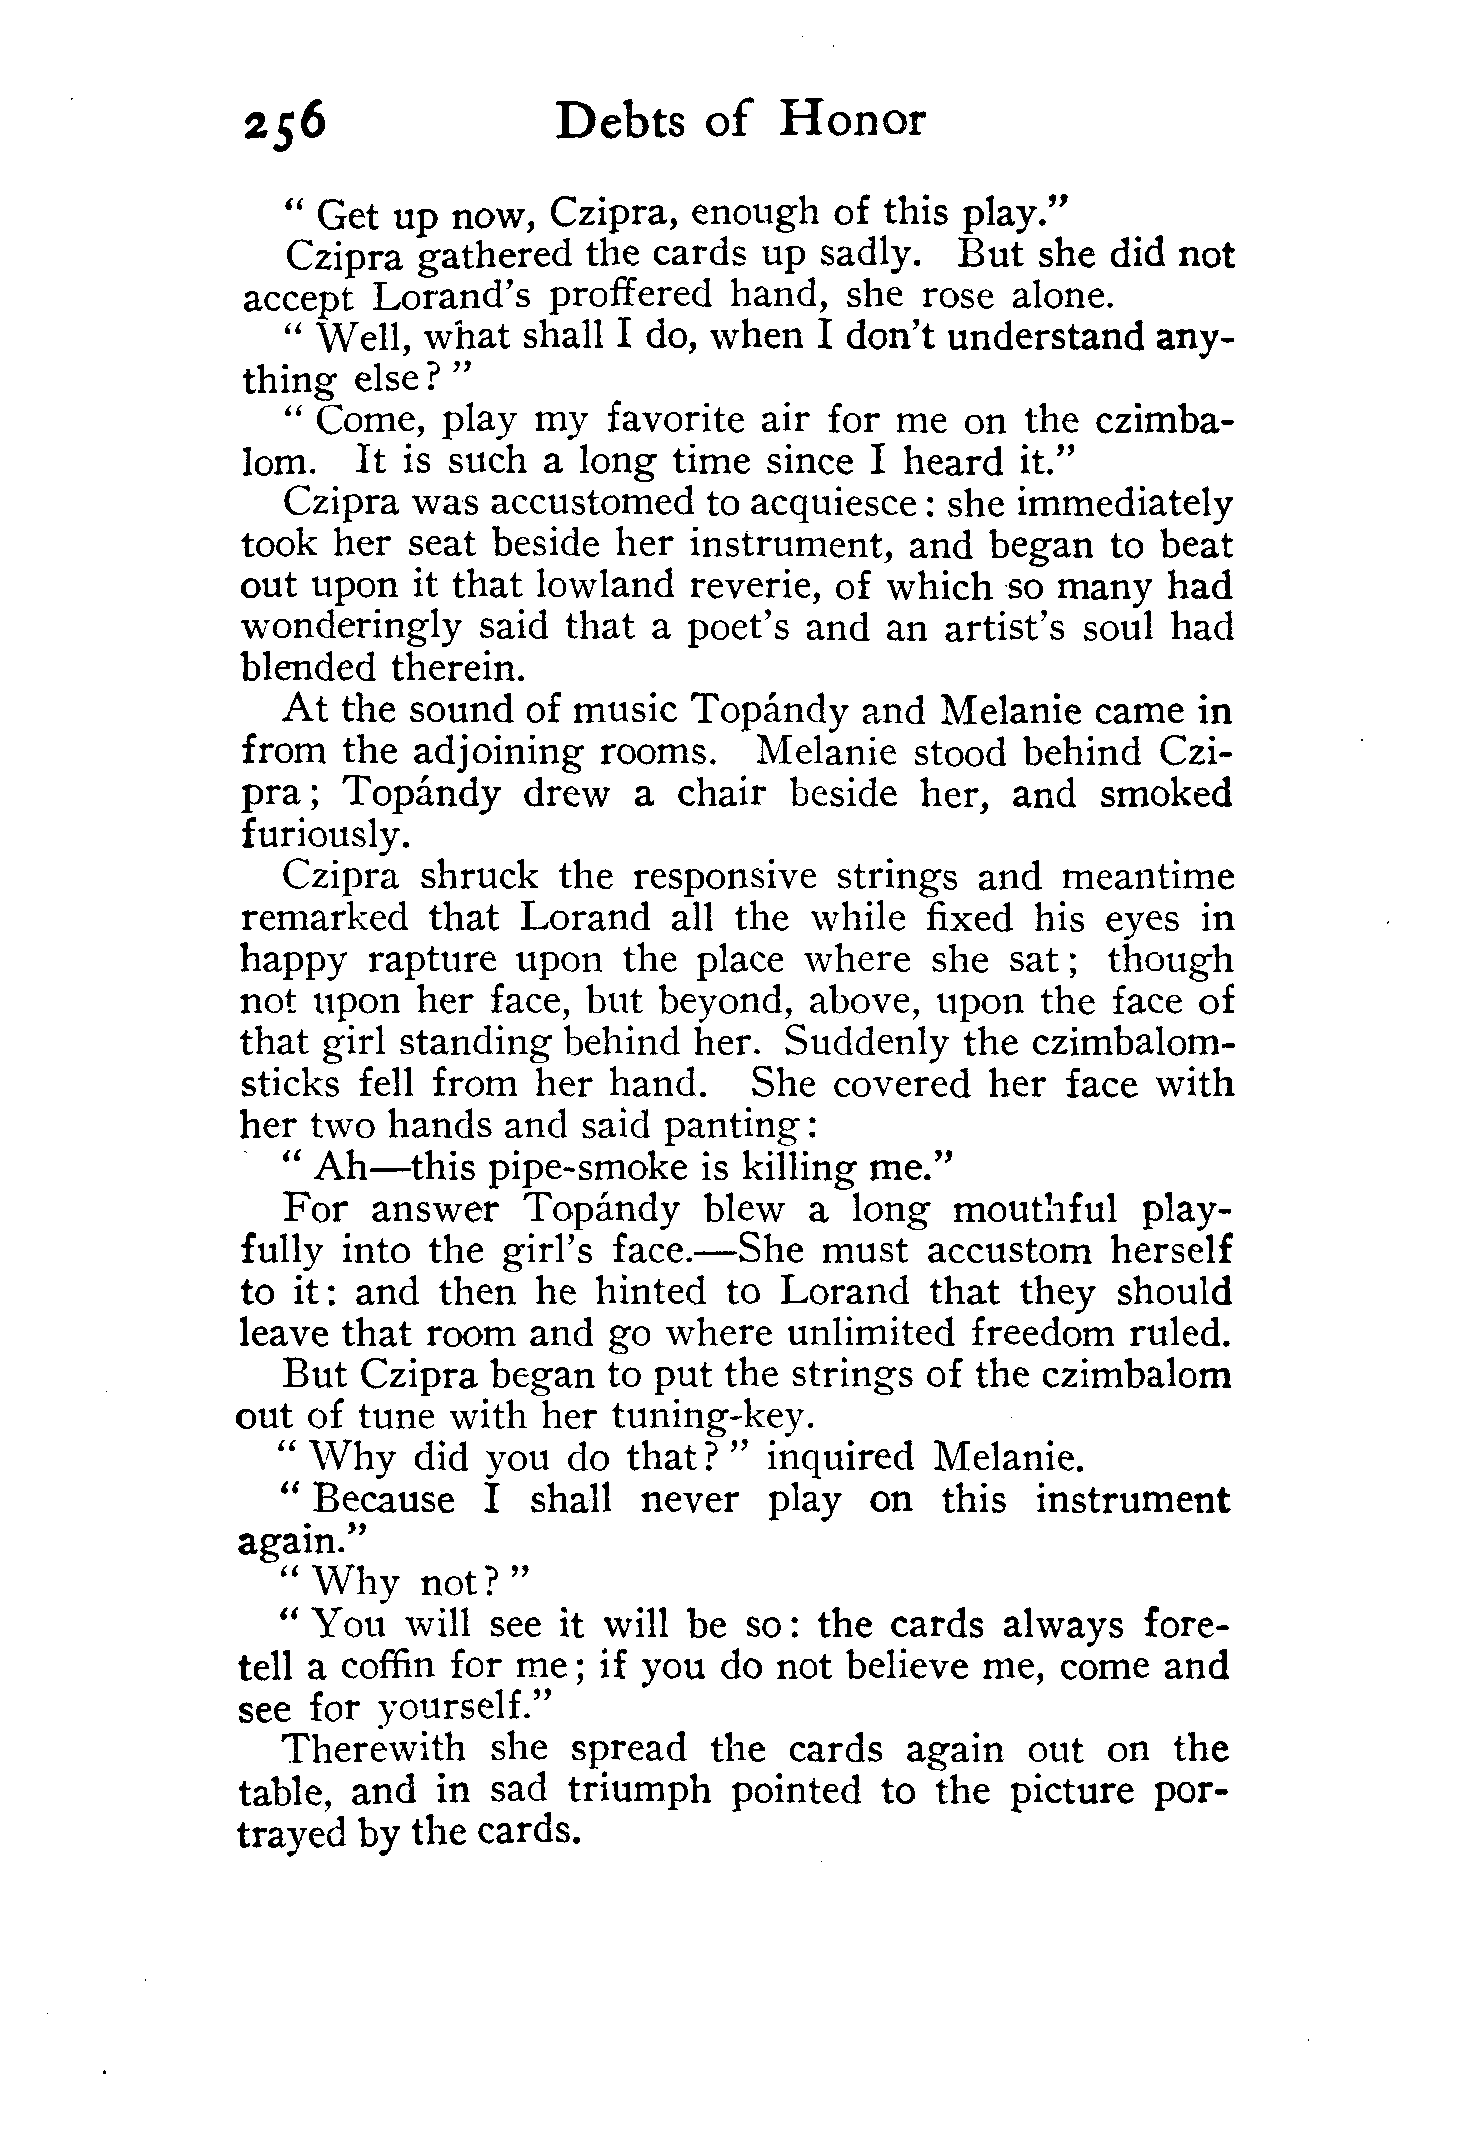 256 Debts of Honor
“ Get up now, Czipra, enough of this play.”
Czipra gathered the cards up sadly. But she did not
accept Lorand’s proffered hand, she rose alone.
“ Well, what shall I do, when I don’t understand any-
thing else? ”
“ Come, play my favorite air for me on the czimba-
lom. It is such a long time since I heard it.”
Czipra was accustomed to acquiesce: she immediately
took her seat beside her instrument, and began to beat
out upon it that lowland reverie, of which so many had
wonderingly said that a poet’s and an artist’s soul had
blended therein.
At the sound of music Topándy and Melanie came in
from the adjoining rooms. Melanie stood behind Czi-
pra; Topándy drew a chair beside her, and smoked
furiously.
Czipra shruck the responsive strings and meantime
remarked that Lorand all the while fixed his eyes in
happy rapture upon the place where she sat; though
not upon her face, but beyond, above, upon the face of
that girl standing behind her. Suddenly the czimbalom-
sticks fell from her hand. She covered her face with
her two hands and said panting:
“ Ah—this pipe-smoke is killing me.”
For answer Topándy blew a long mouthful play-
fully into the girl’s face.—She must accustom herself
to it: and then he hinted to Lorand that they should
leave that room and go where unlimited freedom ruled.
But Czipra began to put the strings of the czimbalom
out of tune with her tuning-key.
“ Why did you do that? ” inquired Melanie.
“ Because I shall never play on this instrument
again.”
“ Why not? ”
“ You will see it will be so: the cards always fore-
tell a coffin for me; if you do not believe me, come and
see for yourself.”
Therewith she spread the cards again out on the
table, and in sad triumph pointed to the picture por-
trayed by the cards.